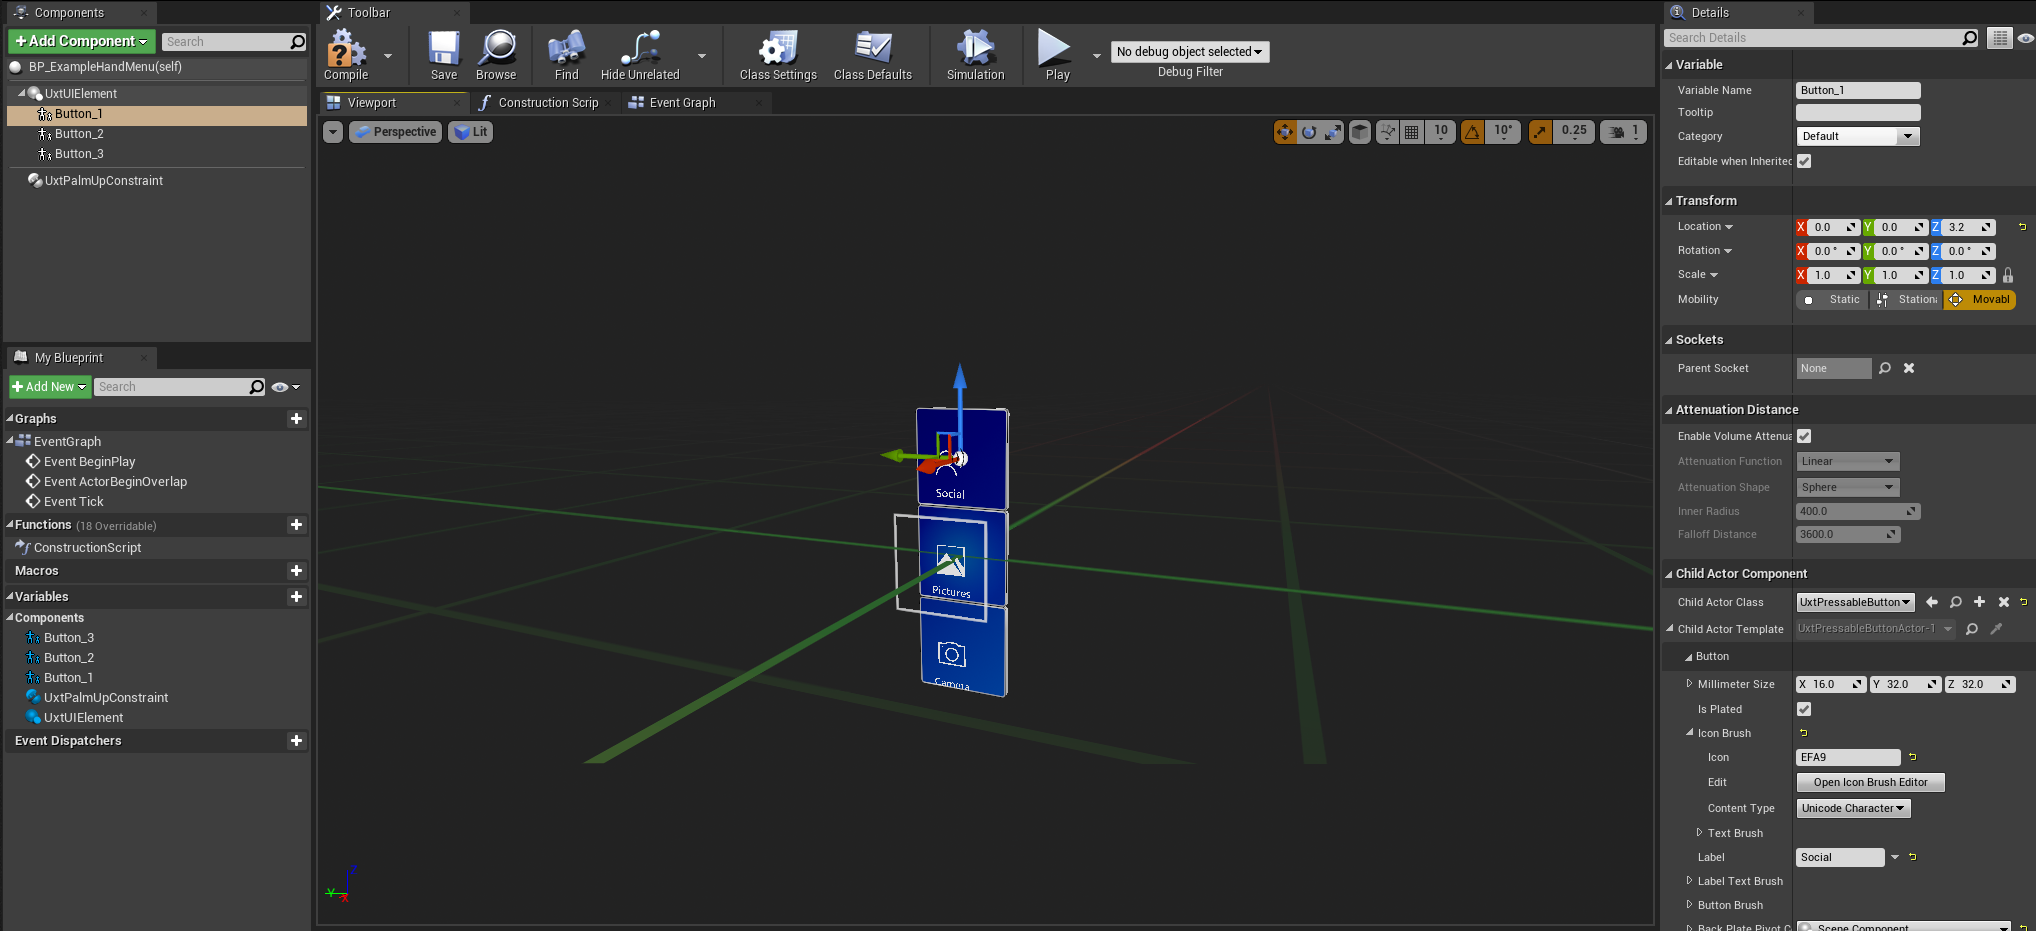 Components
Add Component
Search
BP_ExampleHandMenu(self)
UxtUIElement
Button_1
Button_2
Button_3
UxtPalmUpConstraint
My Blueprint
Add New
Search
Graphs
EventGraph
Event BeginPlay
Event ActorBeginOverlap
Event Tick
Functions (18 Overridable)
ConstructionScript
Macros
Variables
Components
Button_3
Button_2
Button_1
UxtPalmUpConstraint
UxtUIElement
Event Dispatchers
Toolbar
Compile
Save
Browse
Find
Hide Unrelated
Class Settings
Class Defaults
Simulation
Play
No debug object selected
Debug Filter
Viewport
Construction Scrip
Event Graph
Perspective
Lit
10
10°
0.25
1
Social
Pictures
Camera
Z
Y
X
Details
Search Details
Variable
Variable Name Button_1
Tooltip
Category Default
Editable when Inherited
Transform
Location X 0.0 Y 0.0 Z 3.2
Rotation X 0.0 ° Y 0.0 ° Z 0.0 °
Scale X 1.0 Y 1.0 Z 1.0
Mobility Static Station Movabl
Sockets
Parent Socket None
Attenuation Distance
Enable Volume Attenua
Attenuation Function Linear
Attenuation Shape Sphere
Inner Radius 400.0
Falloff Distance 3600.0
Child Actor Component
Child Actor Class UxtPressableButton
Child Actor Template UxtPressableButtonActor-1
Button
Millimeter Size X 16.0 Y 32.0 Z 32.0
Is Plated
Icon Brush
Icon EFA9
Edit Open Icon Brush Editor
Content Type Unicode Character
Text Brush
Label Social
Label Text Brush
Button Brush
Back Plate Pivot C Scene Component